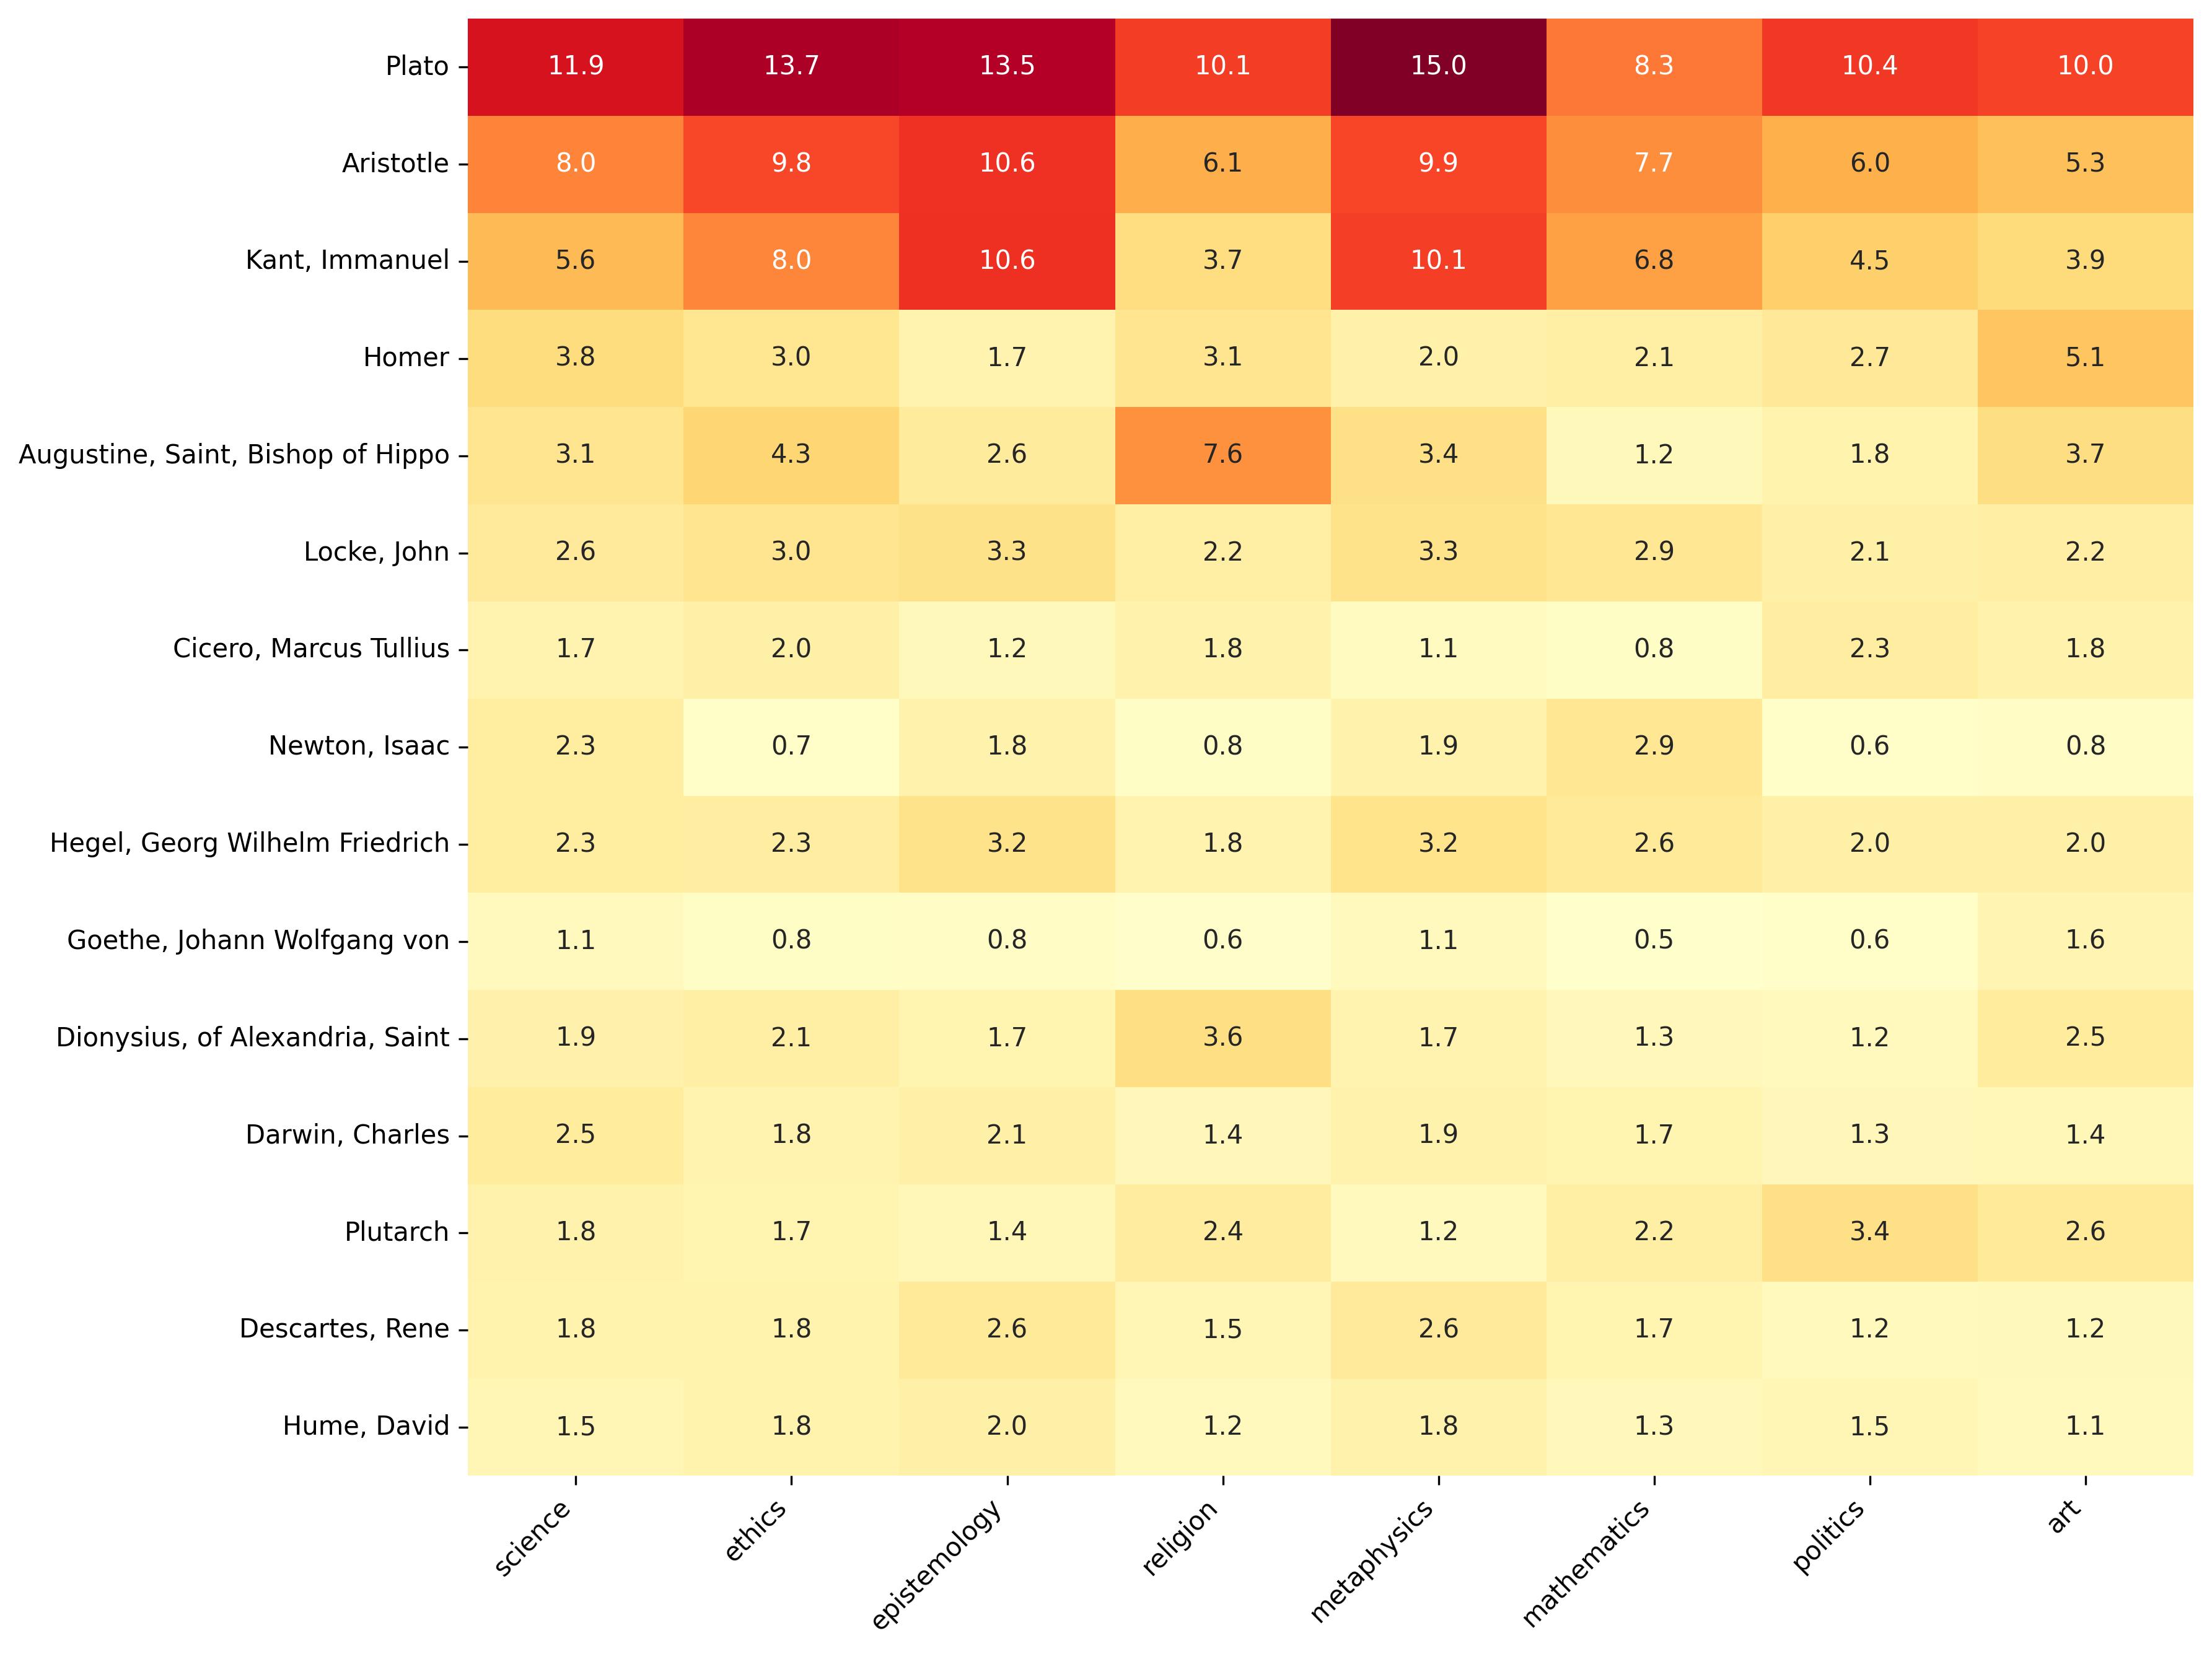 Plato 11.9 13.7 13.5 10.1 15.0 8.3 10.4 10.0
Aristotle 8.0 9.8 10.6 6.1 9.9 7.7 6.0 5.3
Kant, Immanuel 5.6 8.0 10.6 3.7 10.1 6.8 4.5 3.9
Homer 3.8 3.0 1.7 3.1 2.0 2.1 2.7 5.1
Augustine, Saint, Bishop of Hippo 3.1 4.3 2.6 7.6 3.4 1.2 1.8 3.7
Locke, John 2.6 3.0 3.3 2.2 3.3 2.9 2.1 2.2
Cicero, Marcus Tullius 1.7 2.0 1.2 1.8 1.1 0.8 2.3 1.8
Newton, Isaac 2.3 0.7 1.8 0.8 1.9 2.9 0.6 0.8
Hegel, Georg Wilhelm Friedrich 2.3 2.3 3.2 1.8 3.2 2.6 2.0 2.0
Goethe, Johann Wolfgang von 1.1 0.8 0.8 0.6 1.1 0.5 0.6 1.6
Dionysius, of Alexandria, Saint 1.9 2.1 1.7 3.6 1.7 1.3 1.2 2.5
Darwin, Charles 2.5 1.8 2.1 1.4 1.9 1.7 1.3 1.4
Plutarch 1.8 1.7 1.4 2.4 1.2 2.2 3.4 2.6
Descartes, Rene 1.8 1.8 2.6 1.5 2.6 1.7 1.2 1.2
Hume, David 1.5 1.8 2.0 1.2 1.8 1.3 1.5 1.1
science ethics epistemology religion metaphysics mathematics politics art